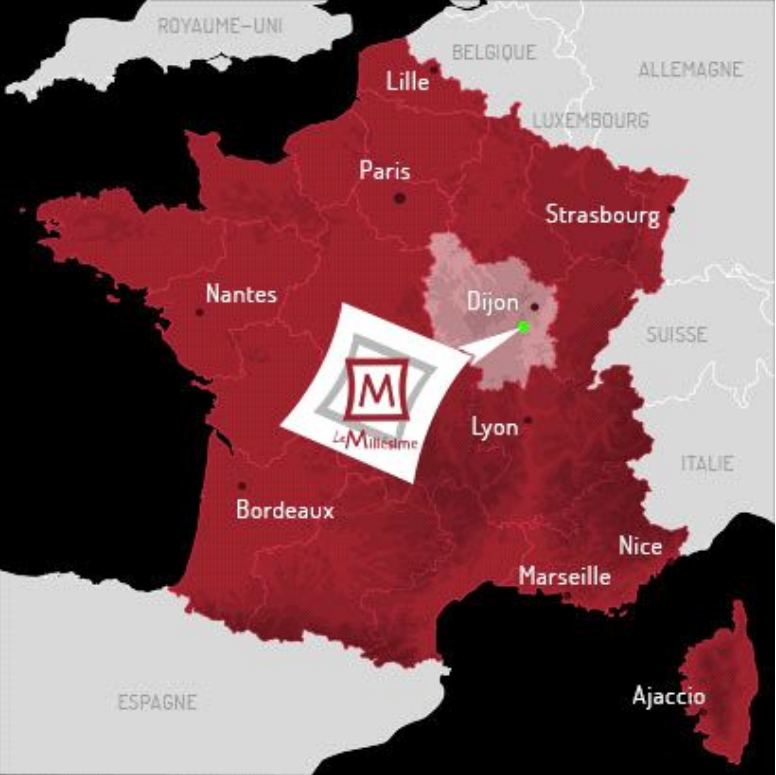 ROYAUME-UNI
BELGIQUE
ALLEMAGNE
Lille
LUXEMBOURG
Paris
Strasbourg
Nantes
Dijon
SUISSE
M
Le Millésime
Lyon
ITALIE
Bordeaux
Nice
Marseille
Ajaccio
ESPAGNE